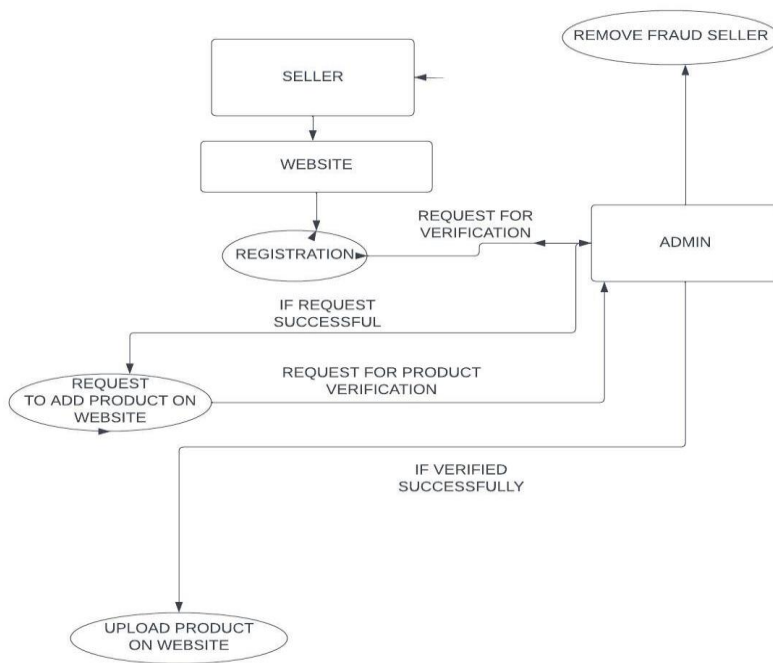 REMOVE FRAUD SELLER
SELLER
WEBSITE
REQUEST FOR
VERIFICATION
ADMIN
REGISTRATION
IF REQUEST
SUCCESSFUL
REQUEST
TO ADD PRODUCT ON
WEBSITE
REQUEST FOR PRODUCT
VERIFICATION
IF VERIFIED
SUCCESSFULLY
UPLOAD PRODUCT
ON WEBSITE